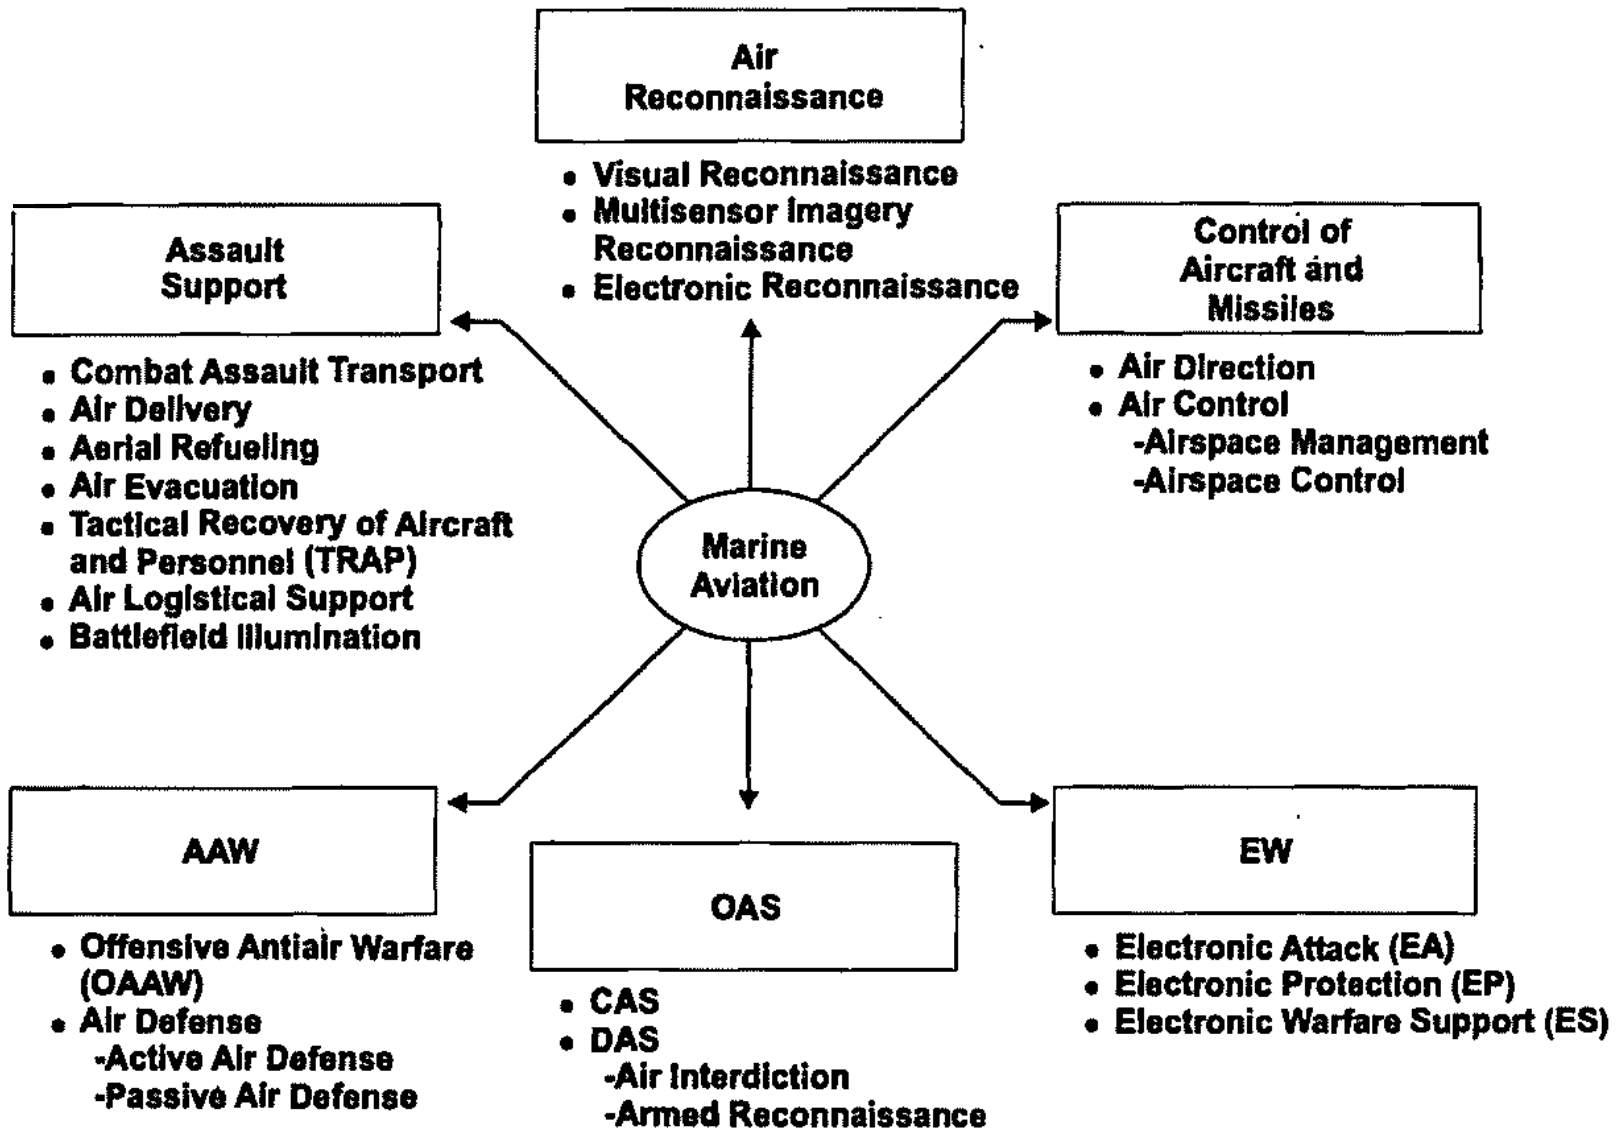 Air
Reconnaissance
• Visual Reconnaissance
• Multisensor Imagery
Reconnaissance
• Electronic Reconnaissance
Assault
Support
• Combat Assault Transport
• Air Delivery
• Aerial Refueling
• Air Evacuation
• Tactical Recovery of Aircraft
and Personnel (TRAP)
• Air Logistical Support
• Battlefield Illumination
Control of
Aircraft and
Missiles
• Air Direction
• Air Control
-Airspace Management
-Airspace Control
Marine
Aviation
AAW
• Offensive Antiair Warfare
(OAAW)
• Air Defense
-Active Air Defense
-Passive Air Defense
OAS
• CAS
• DAS
-Air Interdiction
-Armed Reconnaissance
EW
• Electronic Attack (EA)
• Electronic Protection (EP)
• Electronic Warfare Support (ES)